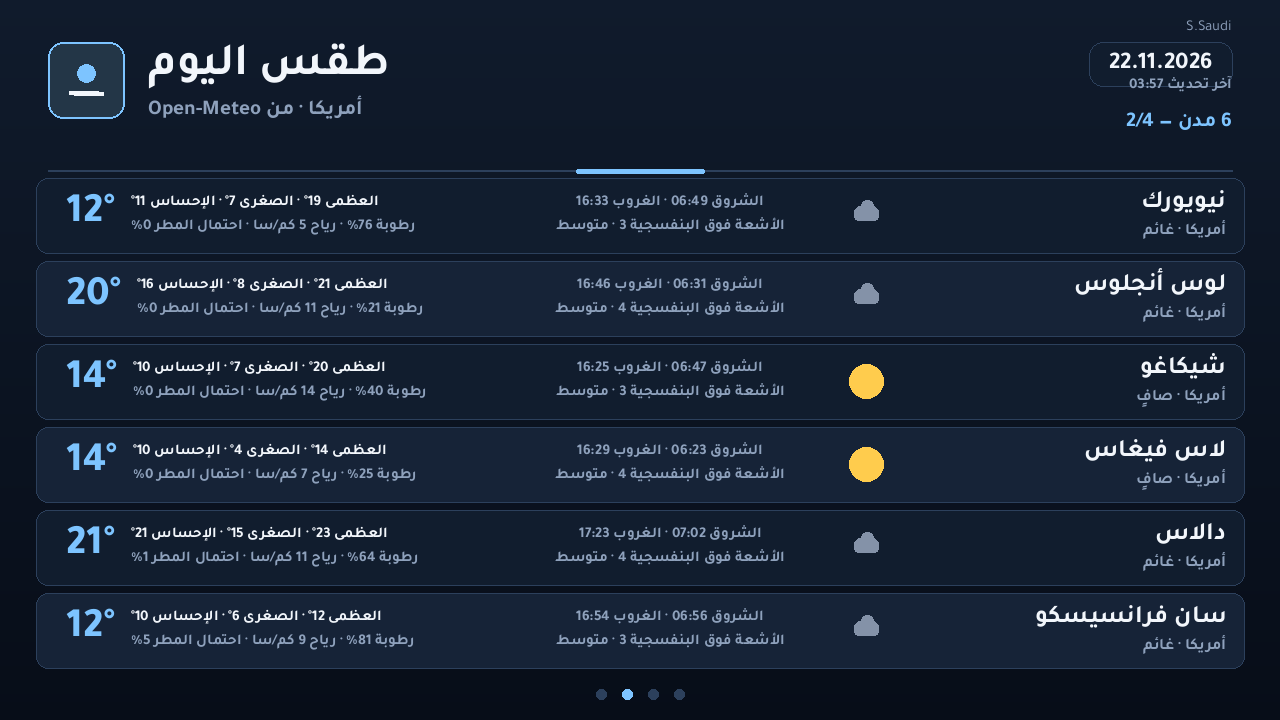 S.Saudi
طقس اليوم
22.11.2026
آخر تحديث 03:57
أمريكا · من Open-Meteo
6 مدن — 2/4
نيويورك
أمريكا · غائم
الشروق 06:49 · الغروب 16:33
الأشعة فوق البنفسجية 3 · متوسط
العظمى 19° · الصغرى 7° · الإحساس 11°
رطوبة 76% · رياح 5 كم/سا · احتمال المطر 0%
12°
لوس أنجلوس
أمريكا · غائم
الشروق 06:31 · الغروب 16:46
الأشعة فوق البنفسجية 4 · متوسط
العظمى 21° · الصغرى 8° · الإحساس 16°
رطوبة 21% · رياح 11 كم/سا · احتمال المطر 0%
20°
شيكاغو
أمريكا · صافٍ
الشروق 06:47 · الغروب 16:25
الأشعة فوق البنفسجية 3 · متوسط
العظمى 20° · الصغرى 7° · الإحساس 10°
رطوبة 40% · رياح 14 كم/سا · احتمال المطر 0%
14°
لاس فيغاس
أمريكا · صافٍ
الشروق 06:23 · الغروب 16:29
الأشعة فوق البنفسجية 4 · متوسط
العظمى 14° · الصغرى 4° · الإحساس 10°
رطوبة 25% · رياح 7 كم/سا · احتمال المطر 0%
14°
دالاس
أمريكا · غائم
الشروق 07:02 · الغروب 17:23
الأشعة فوق البنفسجية 4 · متوسط
العظمى 23° · الصغرى 15° · الإحساس 21°
رطوبة 64% · رياح 11 كم/سا · احتمال المطر 1%
21°
سان فرانسيسكو
أمريكا · غائم
الشروق 06:56 · الغروب 16:54
الأشعة فوق البنفسجية 3 · متوسط
العظمى 12° · الصغرى 6° · الإحساس 10°
رطوبة 81% · رياح 9 كم/سا · احتمال المطر 5%
12°